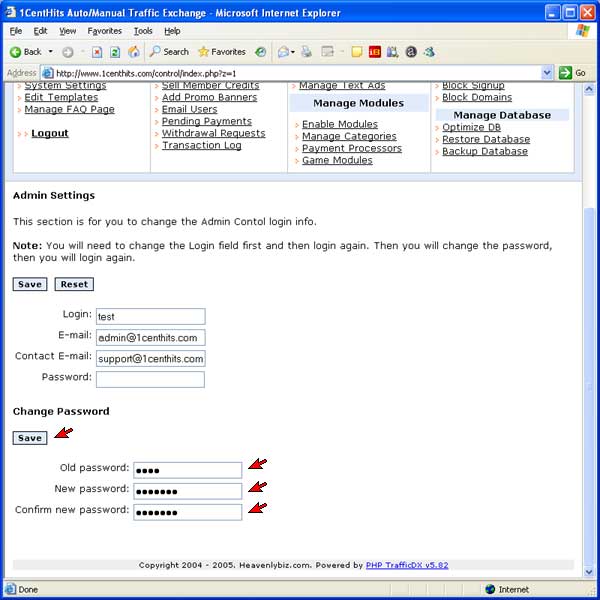 1CentHits Auto/Manual Traffic Exchange - Microsoft Internet Explorer
File Edit View Favorites Tools Help
Back Search Favorites
Address http://www.1centhits.com/control/index.php?z=1 Go
System Settings
Edit Templates
Manage FAQ Page
Logout
Sell Member Credits
Add Promo Banners
Email Users
Pending Payments
Withdrawal Requests
Transaction Log
Manage Text Ads
Manage Modules
Enable Modules
Manage Categories
Payment Processors
Game Modules
Block Signup
Block Domains
Manage Database
Optimize DB
Restore Database
Backup Database
Admin Settings
This section is for you to change the Admin Contol login info.
Note: You will need to change the Login field first and then login again. Then you will change the password,
then you will login again.
Save Reset
Login: test
E-mail: admin@1centhits.com
Contact E-mail: support@1centhits.com
Password:
Change Password
Save
Old password: ••••
New password: •••••••
Confirm new password: •••••••
Copyright 2004 - 2005. Heavenlybiz.com. Powered by PHP TrafficDX v5.82
Done Internet